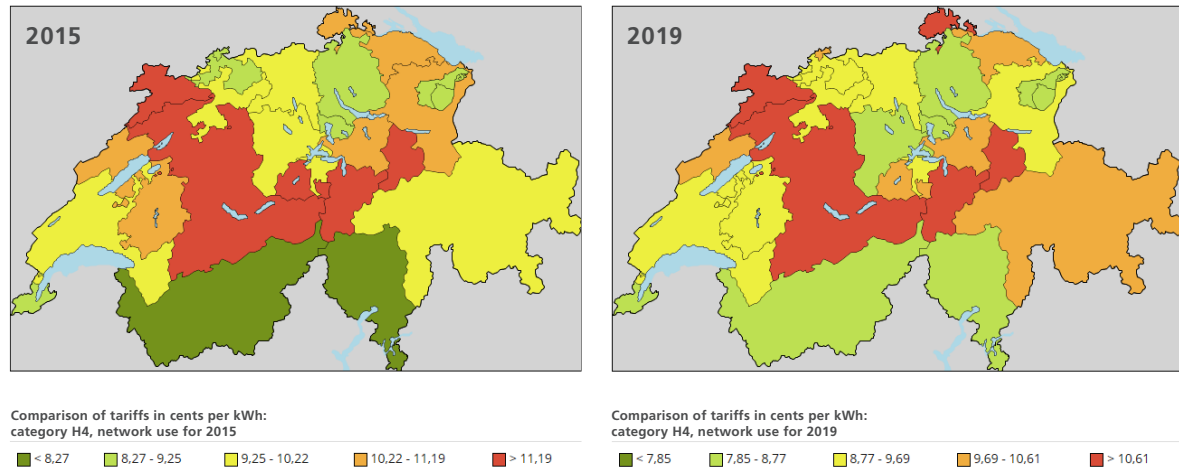 2015
2019
Comparison of tariffs in cents per kWh:
category H4, network use for 2015
< 8,27
8,27 - 9,25
9,25 - 10,22
10,22 - 11,19
> 11,19
Comparison of tariffs in cents per kWh:
category H4, network use for 2019
< 7,85
7,85 - 8,77
8,77 - 9,69
9,69 - 10,61
> 10,61